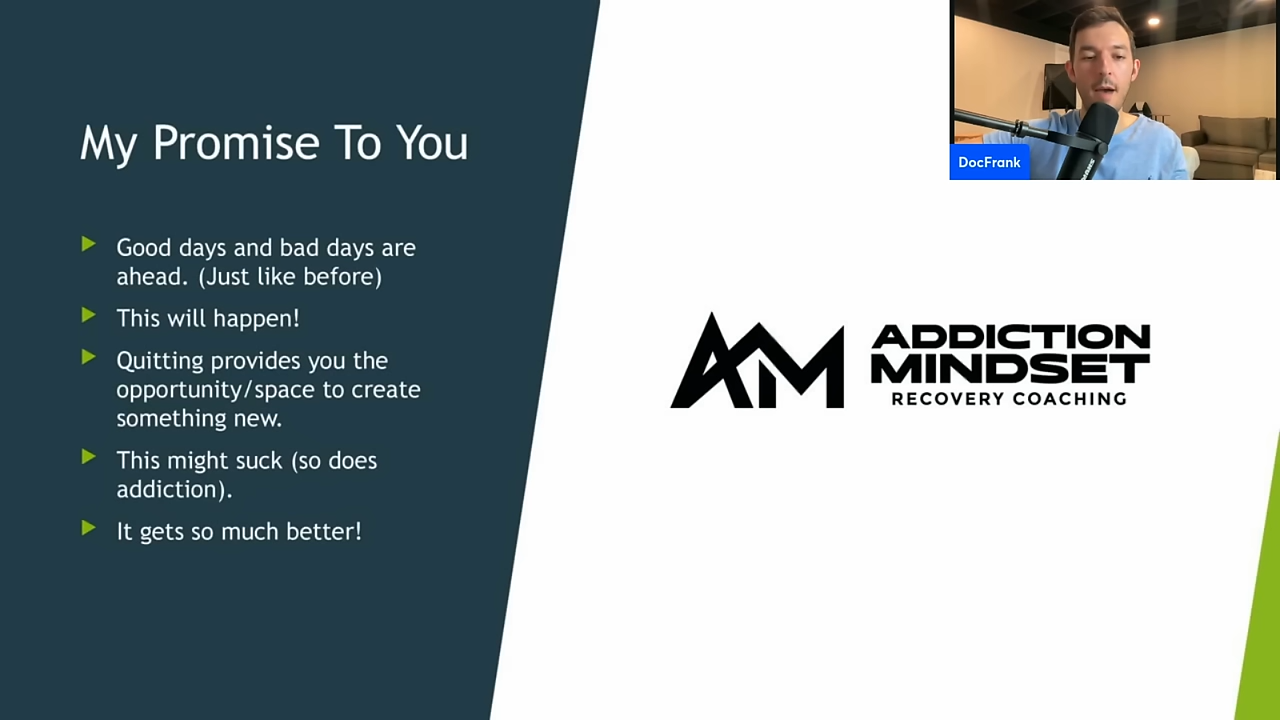 My Promise To You
Good days and bad days are
ahead. (Just like before)
This will happen!
Quitting provides you the
opportunity/space to create
something new.
This might suck (so does
addiction).
It gets so much better!
AM
ADDICTION
MINDSET
RECOVERY COACHING
DocFrank